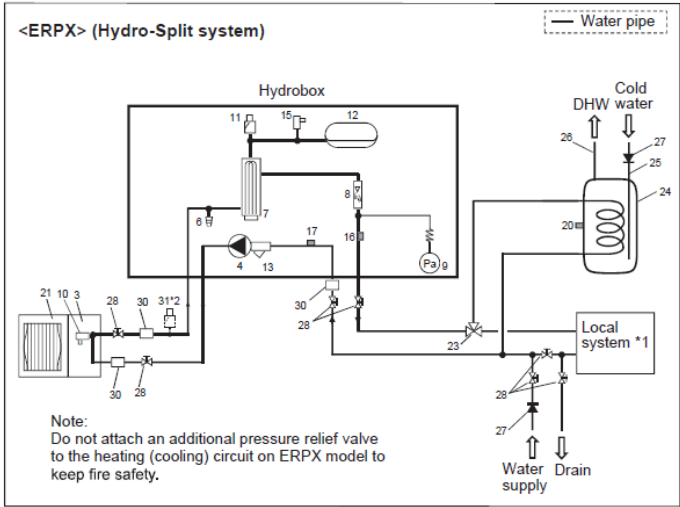 <ERPX> (Hydro-Split system)
Water pipe
Hydrobox
DHW
Cold
water
11
15
12
26
27
25
24
8
6
7
17
16
20
4
13
Pa
9
21
10
3
28
30
31*2
30
28
23
Local
system *1
30
28
28
27
Note:
Do not attach an additional pressure relief valve
to the heating (cooling) circuit on ERPX model to
keep fire safety.
Water
supply
Drain